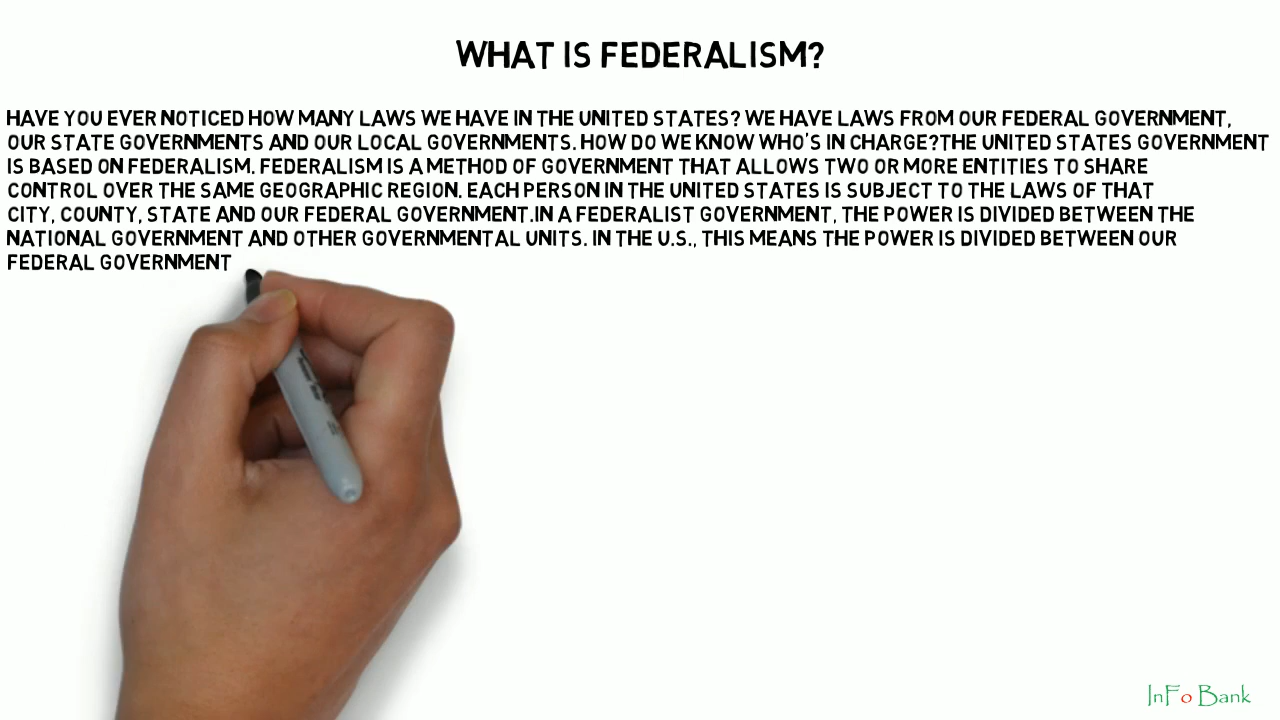 WHAT IS FEDERALISM?
HAVE YOU EVER NOTICED HOW MANY LAWS WE HAVE IN THE UNITED STATES? WE HAVE LAWS FROM OUR FEDERAL GOVERNMENT,
OUR STATE GOVERNMENTS AND OUR LOCAL GOVERNMENTS. HOW DO WE KNOW WHO'S IN CHARGE?THE UNITED STATES GOVERNMENT
IS BASED ON FEDERALISM. FEDERALISM IS A METHOD OF GOVERNMENT THAT ALLOWS TWO OR MORE ENTITIES TO SHARE
CONTROL OVER THE SAME GEOGRAPHIC REGION. EACH PERSON IN THE UNITED STATES IS SUBJECT TO THE LAWS OF THAT
CITY, COUNTY, STATE AND OUR FEDERAL GOVERNMENT.IN A FEDERALIST GOVERNMENT, THE POWER IS DIVIDED BETWEEN THE
NATIONAL GOVERNMENT AND OTHER GOVERNMENTAL UNITS. IN THE U.S., THIS MEANS THE POWER IS DIVIDED BETWEEN OUR
FEDERAL GOVERNMENT
InFo Bank